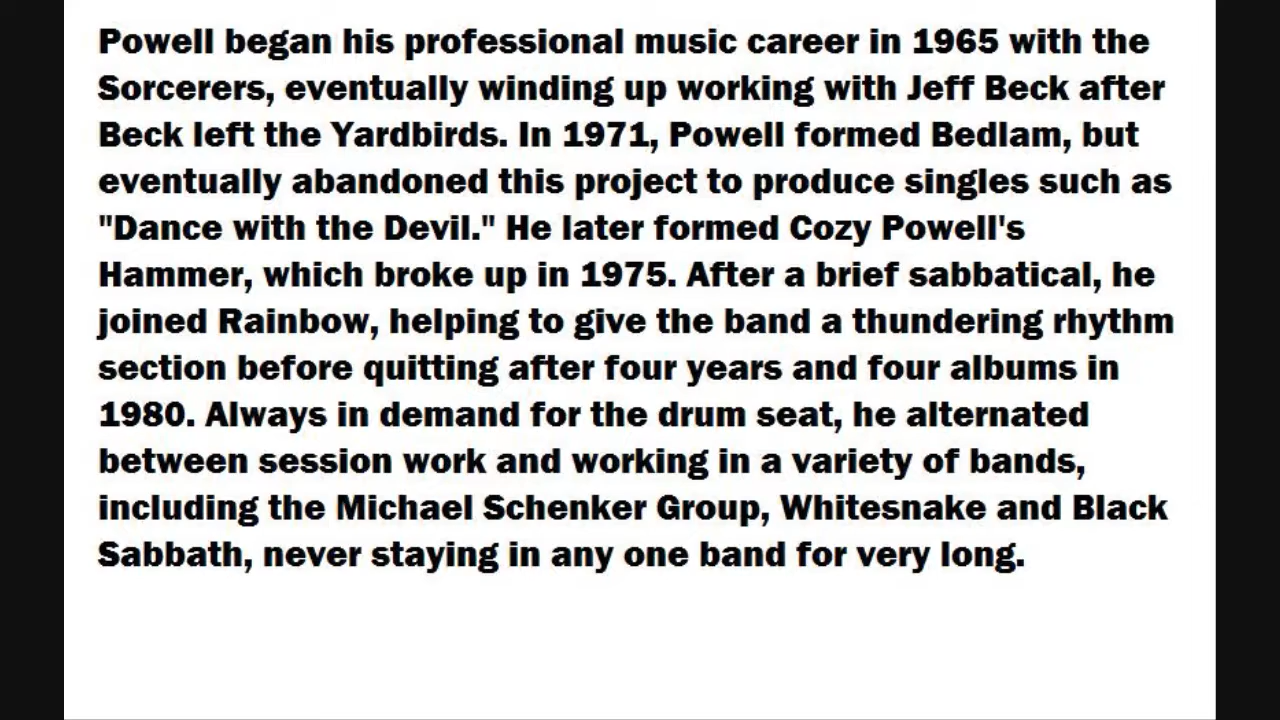 Powell began his professional music career in 1965 with the
Sorcerers, eventually winding up working with Jeff Beck after
Beck left the Yardbirds. In 1971, Powell formed Bedlam, but
eventually abandoned this project to produce singles such as
"Dance with the Devil." He later formed Cozy Powell's
Hammer, which broke up in 1975. After a brief sabbatical, he
joined Rainbow, helping to give the band a thundering rhythm
section before quitting after four years and four albums in
1980. Always in demand for the drum seat, he alternated
between session work and working in a variety of bands,
including the Michael Schenker Group, Whitesnake and Black
Sabbath, never staying in any one band for very long.